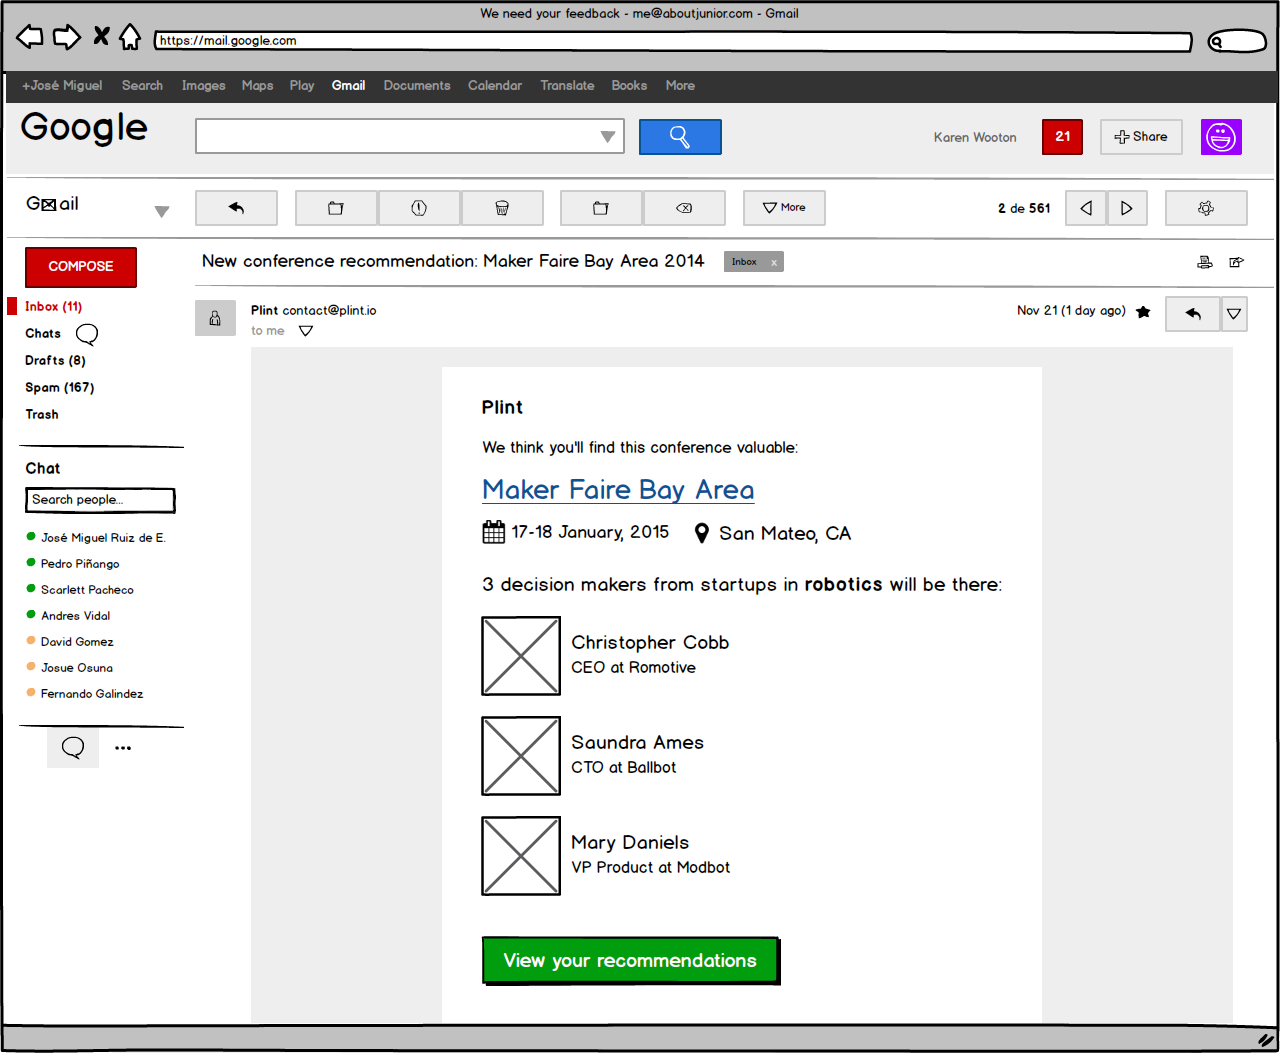 We need your feedback - me@aboutjunior.com - Gmail
https://mail.google.com
+José Miguel Search Images Maps Play Gmail Documents Calendar Translate Books More
Google
Karen Wooton 21 Share
G ail
More
2 de 561
COMPOSE
New conference recommendation: Maker Faire Bay Area 2014 Inbox x
Inbox (11)
Chats
Drafts (8)
Spam (167)
Trash
Plint contact@plint.io
to me
Nov 21 (1 day ago)
Chat
Search people...
José Miguel Ruiz de E.
Pedro Piñango
Scarlett Pacheco
Andres Vidal
David Gomez
Josue Osuna
Fernando Galindez
Plint
We think you'll find this conference valuable:
Maker Faire Bay Area
17-18 January, 2015 San Mateo, CA
3 decision makers from startups in robotics will be there:
Christopher Cobb
CEO at Romotive
Saundra Ames
CTO at Ballbot
Mary Daniels
VP Product at Modbot
View your recommendations